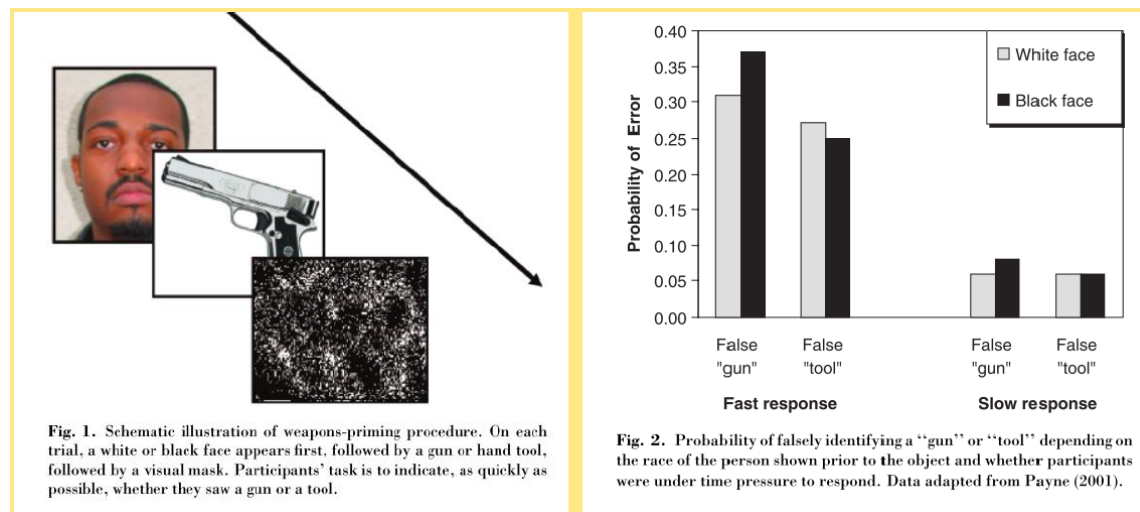 Fig. 1. Schematic illustration of weapons-priming procedure. On each
trial, a white or black face appears first, followed by a gun or hand tool,
followed by a visual mask. Participants' task is to indicate, as quickly as
possible, whether they saw a gun or a tool.
0.40
0.35
0.30
0.25
0.20
0.15
0.10
0.05
0.00
Probability of Error
White face
Black face
False "gun"
False "tool"
False "gun"
False "tool"
Fast response
Slow response
Fig. 2. Probability of falsely identifying a "gun" or "tool" depending on
the race of the person shown prior to the object and whether participants
were under time pressure to respond. Data adapted from Payne (2001).